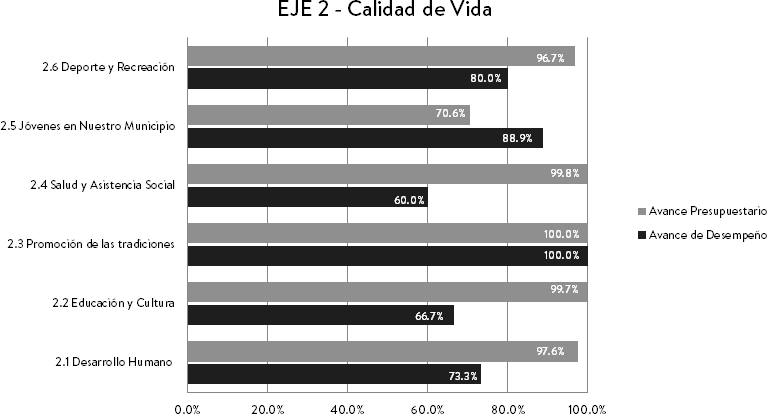 EJE 2 - Calidad de Vida
2.6 Deporte y Recreación
96.7%
80.0%
2.5 Jóvenes en Nuestro Municipio
70.6%
88.9%
2.4 Salud y Asistencia Social
99.8%
60.0%
2.3 Promoción de las tradiciones
100.0%
100.0%
2.2 Educación y Cultura
99.7%
66.7%
2.1 Desarrollo Humano
97.6%
73.3%
Avance Presupuestario
Avance de Desempeño
0.0% 20.0% 40.0% 60.0% 80.0% 100.0%